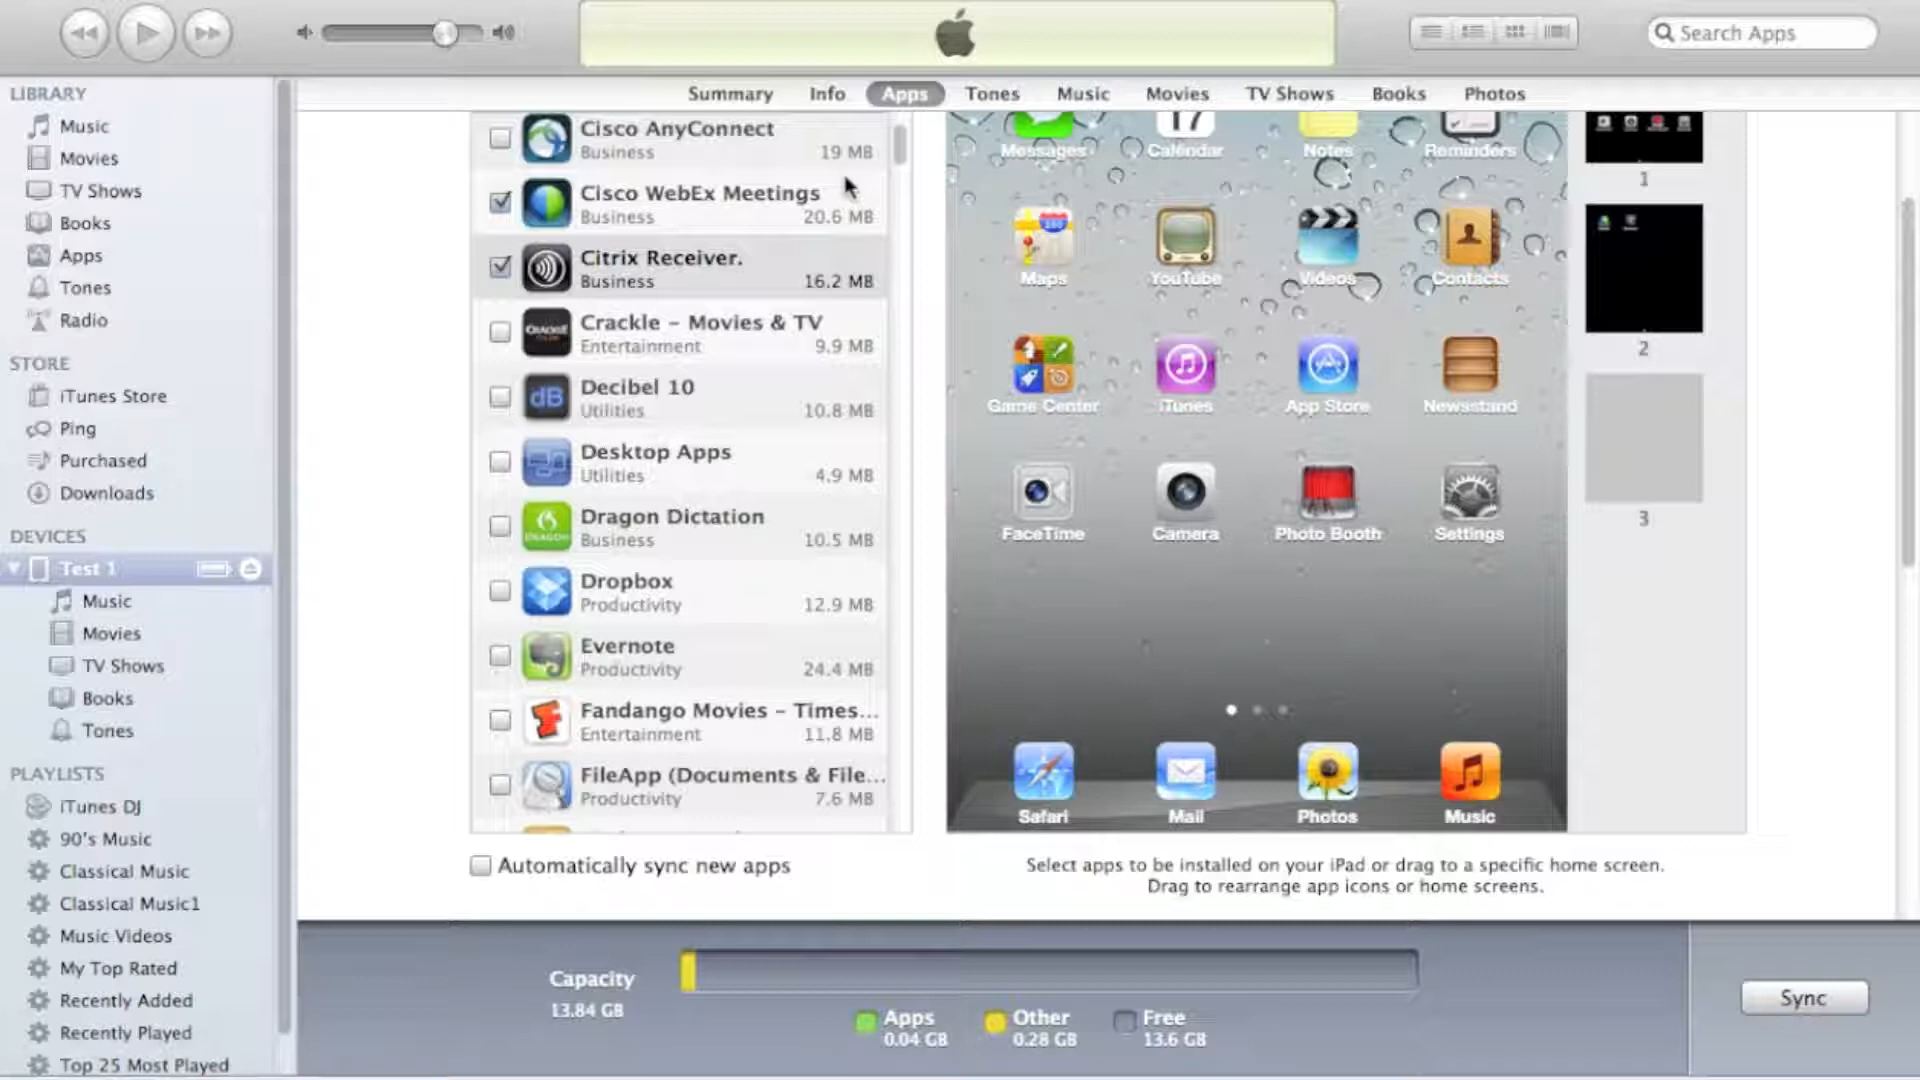 Search Apps
Summary Info Apps Tones Music Movies TV Shows Books Photos
LIBRARY
Music
Movies
TV Shows
Books
Apps
Tones
Radio
STORE
iTunes Store
Ping
Purchased
Downloads
DEVICES
Test 1
Music
Movies
TV Shows
Books
Tones
PLAYLISTS
iTunes DJ
90's Music
Classical Music
Classical Music1
Music Videos
My Top Rated
Recently Added
Recently Played
Top 25 Most Played
Cisco AnyConnect
Business 19 MB
Cisco WebEx Meetings
Business 20.6 MB
Citrix Receiver.
Business 16.2 MB
CRACKLE
Crackle - Movies & TV
Entertainment 9.9 MB
dB
Decibel 10
Utilities 10.8 MB
Desktop Apps
Utilities 4.9 MB
DRAGON
Dragon Dictation
Business 10.5 MB
Dropbox
Productivity 12.9 MB
Evernote
Productivity 24.4 MB
Fandango Movies - Times...
Entertainment 11.8 MB
FileApp (Documents & File...
Productivity 7.6 MB
Automatically sync new apps
17
Messages Calendar Notes Reminders
280
Maps YouTube Videos Contacts
Game Center iTunes App Store Newsstand
FaceTime Camera Photo Booth Settings
Safari Mail Photos Music
1
2
3
Select apps to be installed on your iPad or drag to a specific home screen.
Drag to rearrange app icons or home screens.
Capacity
13.84 GB
Apps
0.04 GB
Other
0.28 GB
Free
13.6 GB
Sync